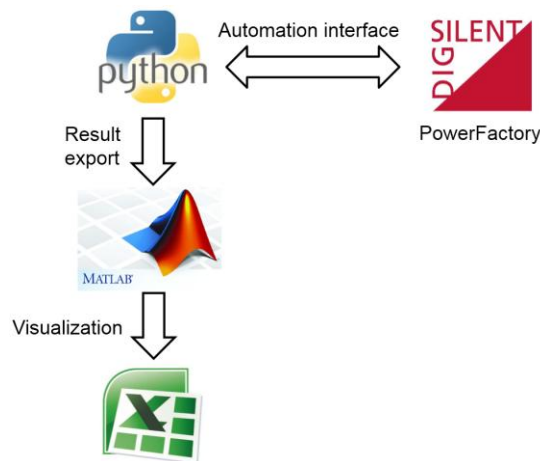 Automation interface
python
SILENT
DIG
PowerFactory
Result
export
MATLAB®
Visualization
X